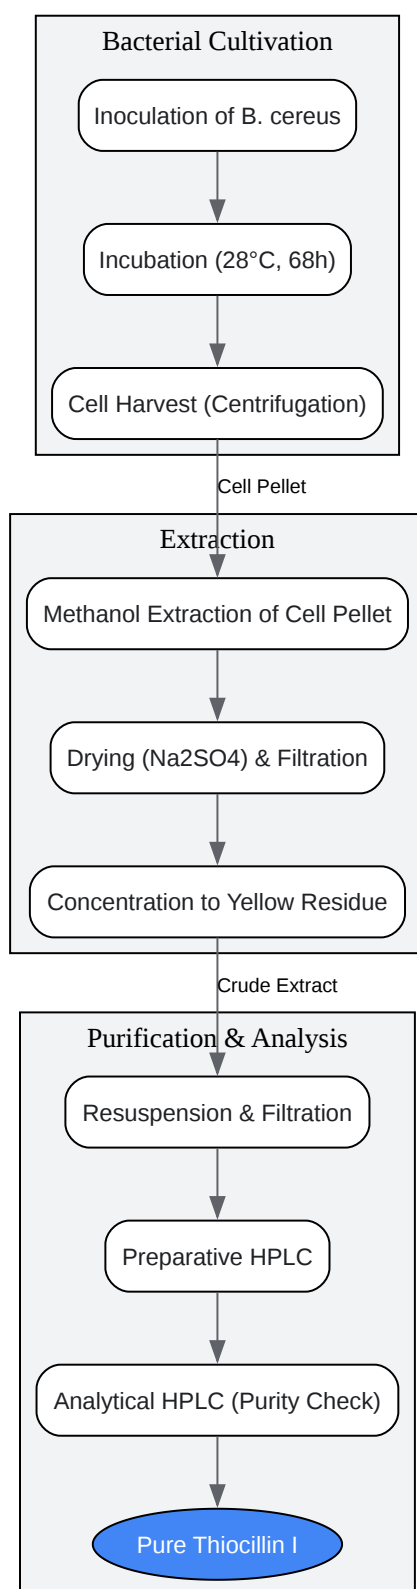 Bacterial Cultivation
Inoculation of B. cereus
Incubation (28°C, 68h)
Cell Harvest (Centrifugation)
Cell Pellet
Extraction
Methanol Extraction of Cell Pellet
Drying (Na2SO4) & Filtration
Concentration to Yellow Residue
Crude Extract
Purification & Analysis
Resuspension & Filtration
Preparative HPLC
Analytical HPLC (Purity Check)
Pure Thiocillin I